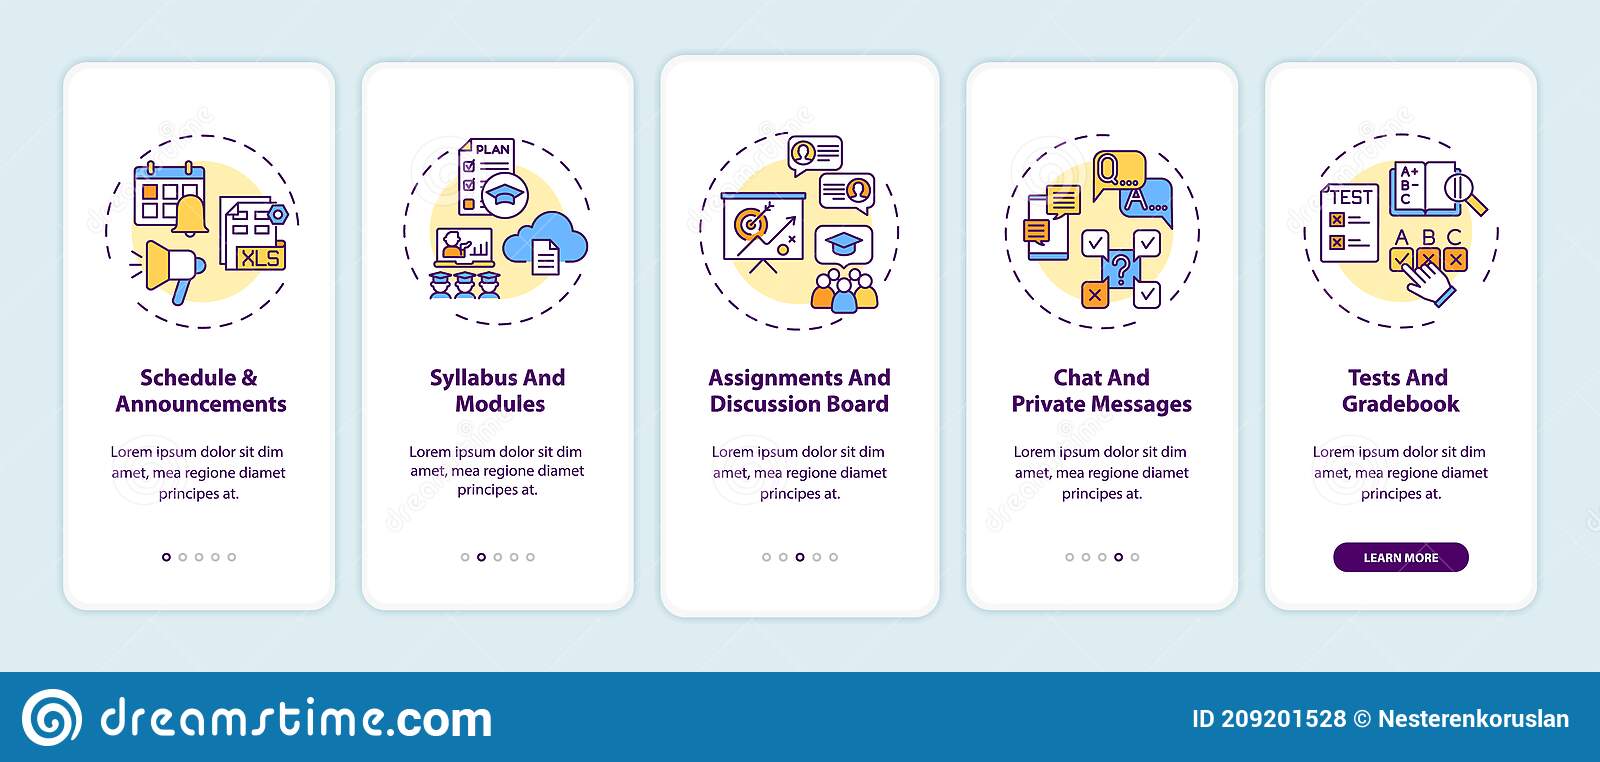 Schedule &
Announcements
Lorem ipsum dolor sit dim
amet, mea regione diamet
principes at.
XLS
PLAN
Syllabus And
Modules
Lorem ipsum dolor sit dim
amet, mea regione diamet
principes at.
Assignments And
Discussion Board
Lorem ipsum dolor sit dim
amet, mea regione diamet
principes at.
Q...
A...
?
Chat And
Private Messages
Lorem ipsum dolor sit dim
amet, mea regione diamet
principes at.
TEST
A+
B-
C
A B C
Tests And
Gradebook
Lorem ipsum dolor sit dim
amet, mea regione diamet
principes at.
LEARN MORE
dreamstime.com
ID 209201528 © Nesterenkoruslan